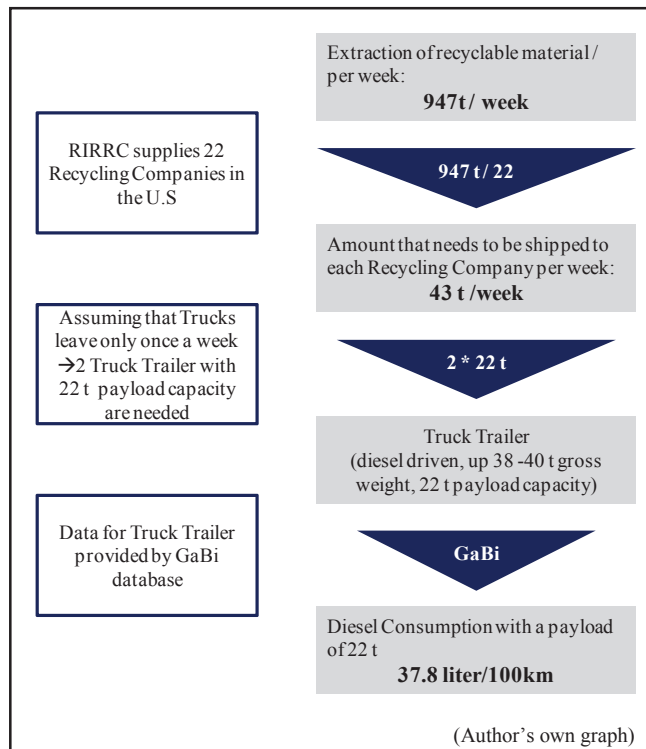 Extraction of recyclable material /
per week:
947t / week
RIRRC supplies 22
Recycling Companies in
the U.S
947 t / 22
Amount that needs to be shipped to
each Recycling Company per week:
43 t /week
Assuming that Trucks
leave only once a week
→2 Truck Trailer with
22 t payload capacity
are needed
2 * 22 t
Truck Trailer
(diesel driven, up 38 -40 t gross
weight, 22 t payload capacity)
Data for Truck Trailer
provided by GaBi
database
GaBi
Diesel Consumption with a payload
of 22 t
37.8 liter/100km
(Author's own graph)